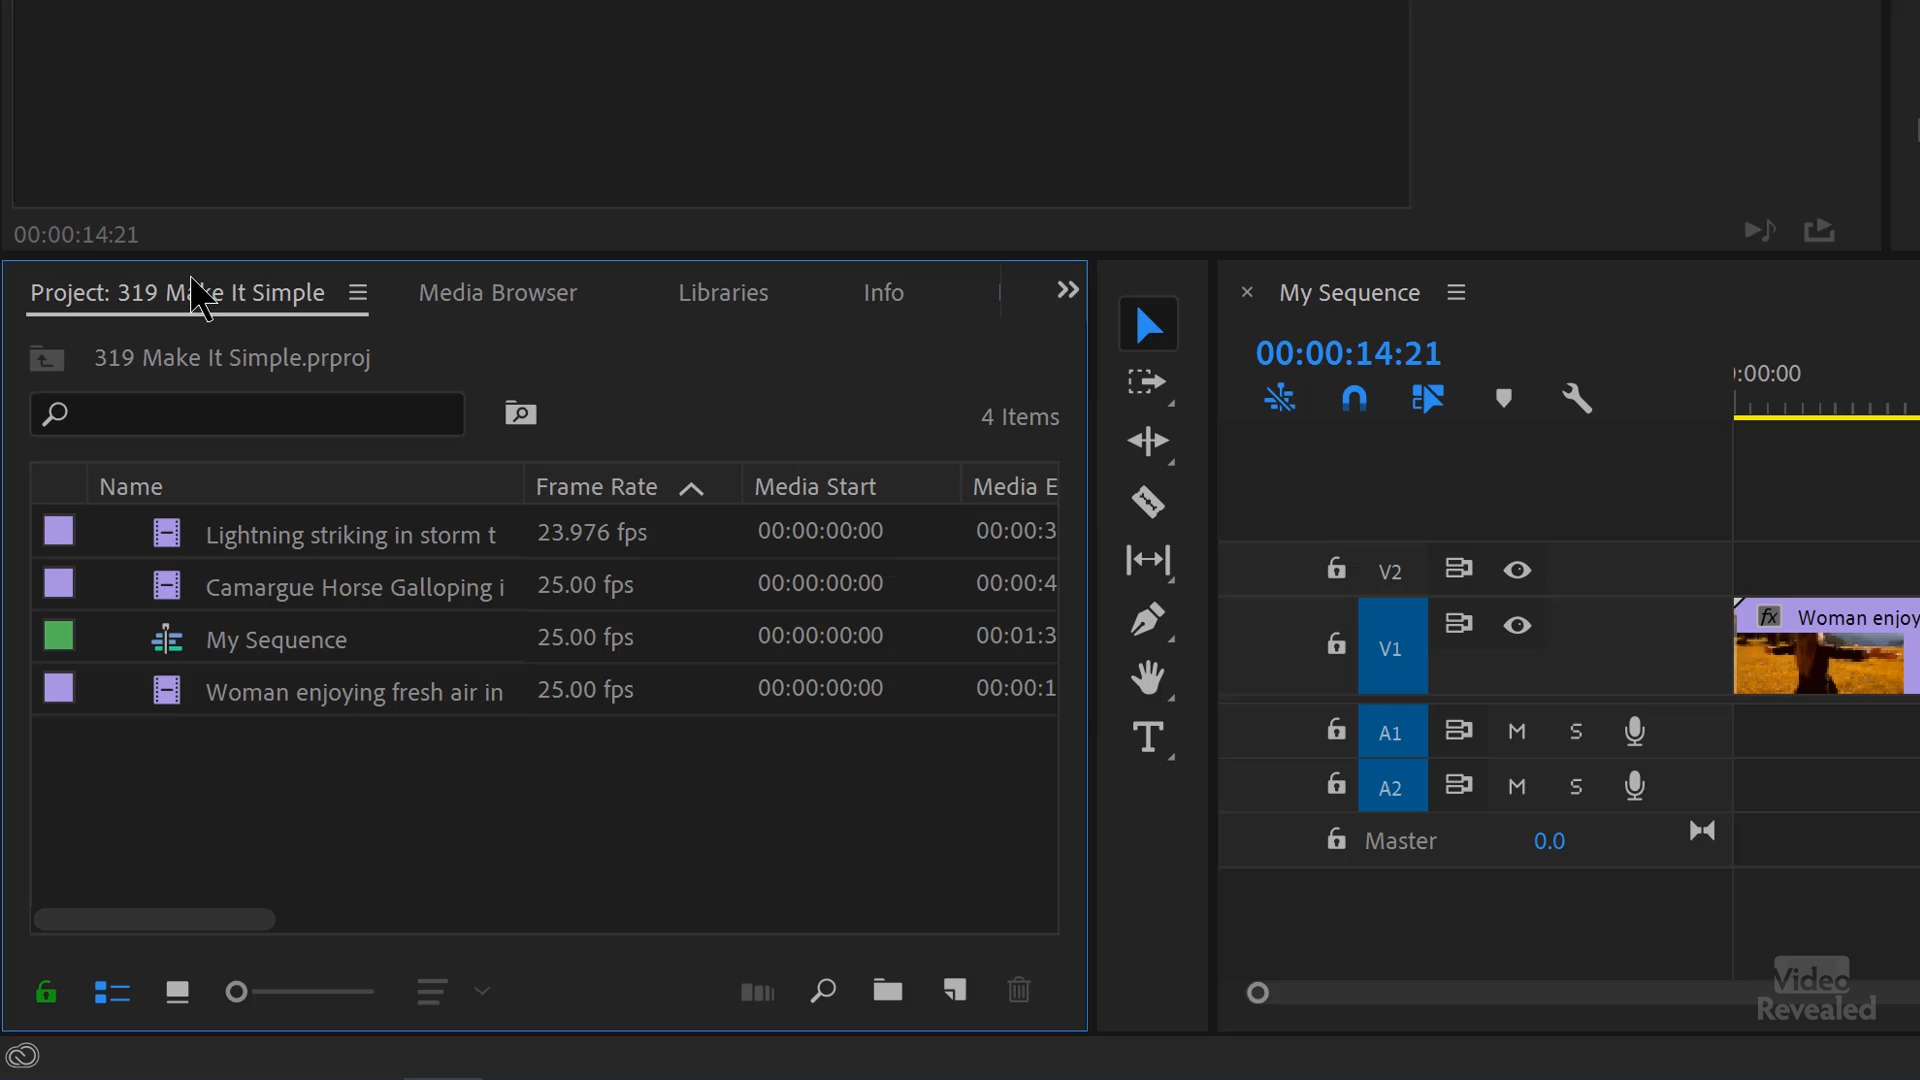 00:00:14:21
Project: 319 Make It Simple
Media Browser
Libraries
Info
319 Make It Simple.prproj
4 Items
Name
Frame Rate
Media Start
Media E
Lightning striking in storm t
23.976 fps
00:00:00:00
00:00:3
Camargue Horse Galloping i
25.00 fps
00:00:00:00
00:00:4
My Sequence
25.00 fps
00:00:00:00
00:01:3
Woman enjoying fresh air in
25.00 fps
00:00:00:00
00:00:1
T
My Sequence
00:00:14:21
:00:00
V2
V1
fx
Woman enjoy
A1
M
S
A2
M
S
Master
0.0
Video
Revealed